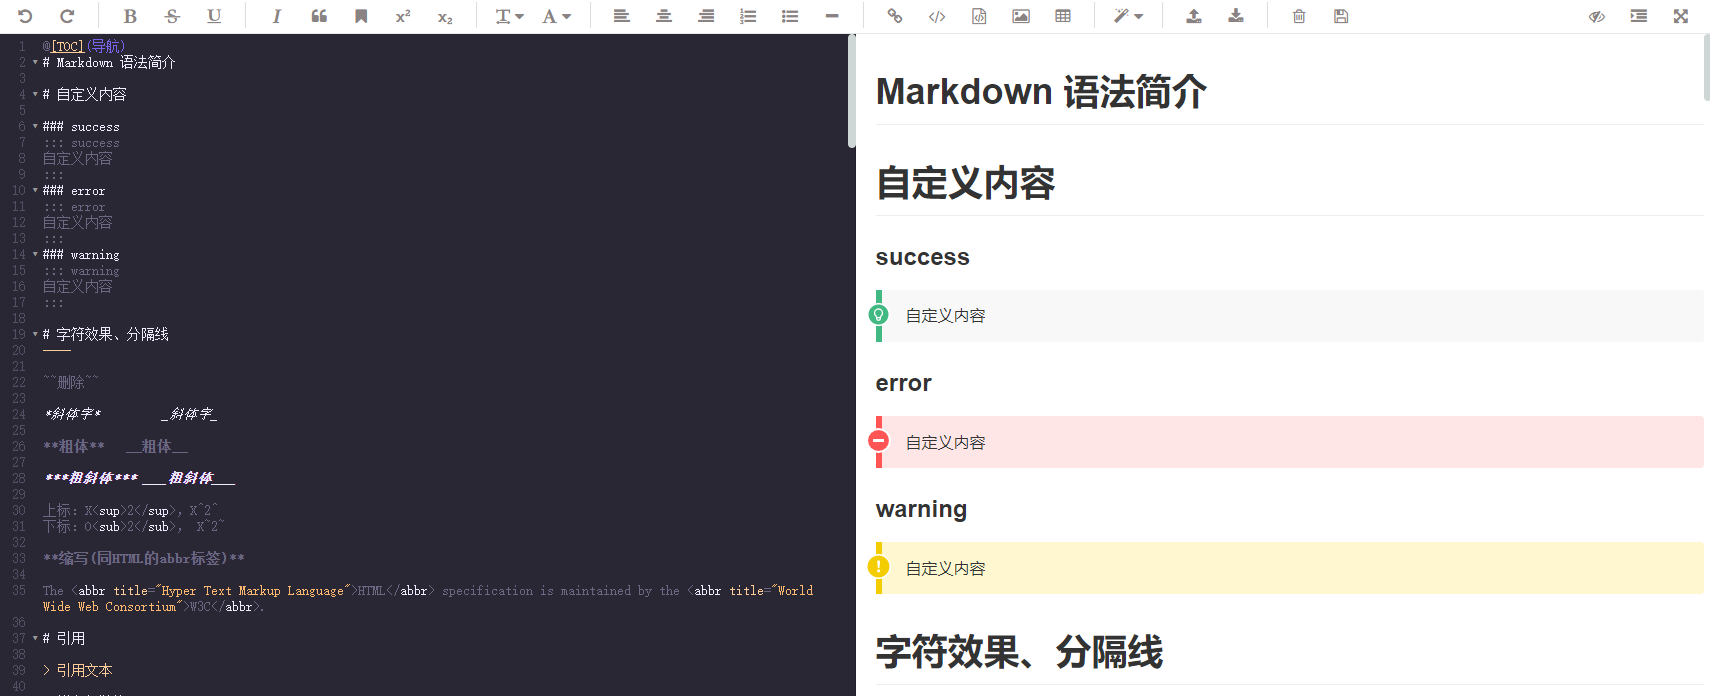 B S U I x² x₂ T A
1 @[TOC](导航)
2 # Markdown 语法简介
3
4 # 自定义内容
5
6 ### success
7 ::: success
8 自定义内容
9 :::
10 ### error
11 ::: error
12 自定义内容
13 :::
14 ### warning
15 ::: warning
16 自定义内容
17 :::
18
19 # 字符效果、分隔线
20 ----
21
22 ~~删除~~
23
24 *斜体字* _斜体字_
25
26 **粗体** __粗体__
27
28 ***粗斜体*** ___粗斜体___
29
30 上标：X<sup>2</sup>，X^2^
31 下标：O<sub>2</sub>， X~2~
32
33 **缩写(同HTML的abbr标签)**
34
35 The <abbr title="Hyper Text Markup Language">HTML</abbr> specification is maintained by the <abbr title="World
Wide Web Consortium">W3C</abbr>.
36
37 # 引用
38
39 > 引用文本
40
Markdown 语法简介
自定义内容
success
自定义内容
error
自定义内容
warning
自定义内容
字符效果、分隔线